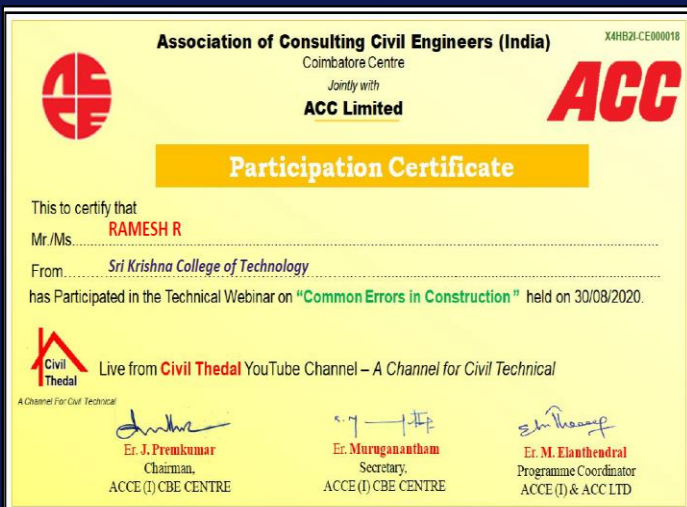 X4HB2I-CE000018
Association of Consulting Civil Engineers (India)
Coimbatore Centre
Jointly with
ACC Limited
ACCE
ACC
Participation Certificate
This to certify that
Mr./Ms. RAMESH R
From Sri Krishna College of Technology
has Participated in the Technical Webinar on "Common Errors in Construction" held on 30/08/2020.
Civil
Thedal
A Channel For Civil Technical
Live from Civil Thedal YouTube Channel – A Channel for Civil Technical
Er. J. Premkumar
Chairman,
ACCE (I) CBE CENTRE
Er. Muruganantham
Secretary,
ACCE (I) CBE CENTRE
Er. M. Elanthendral
Programme Coordinator
ACCE (I) & ACC LTD